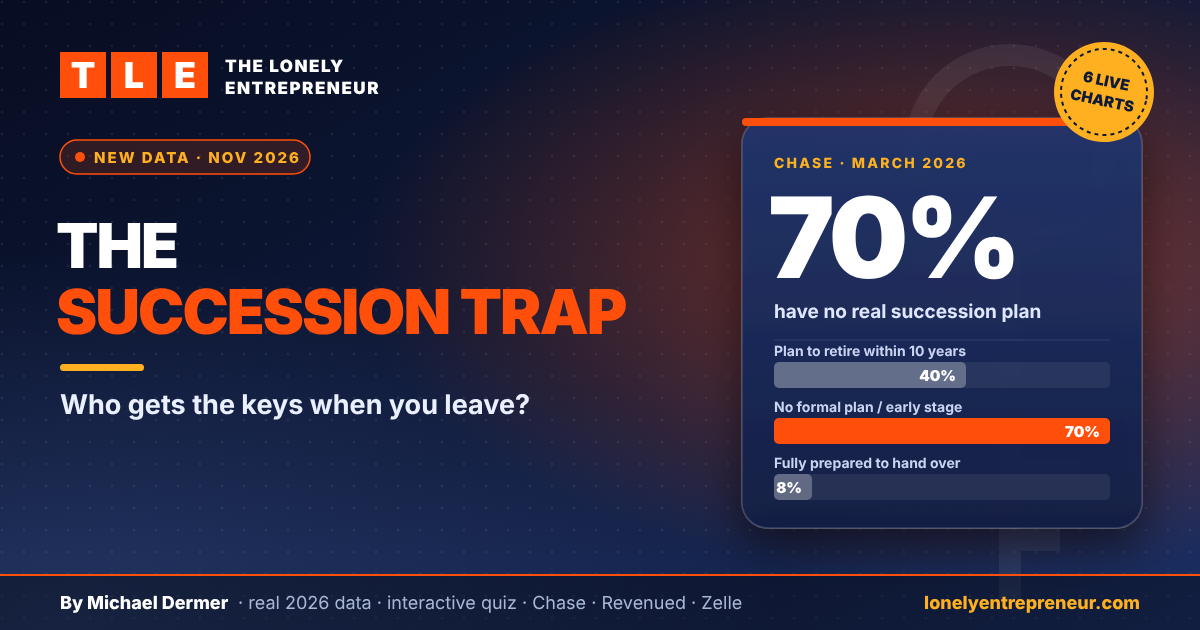 T L E
THE LONELY
ENTREPRENEUR
NEW DATA · NOV 2026
THE
SUCCESSION TRAP
Who gets the keys when you leave?
6 LIVE
CHARTS
CHASE · MARCH 2026
70%
have no real succession plan
Plan to retire within 10 years
40%
No formal plan / early stage
70%
Fully prepared to hand over
8%
By Michael Dermer · real 2026 data · interactive quiz · Chase · Revenued · Zelle
lonelyentrepreneur.com